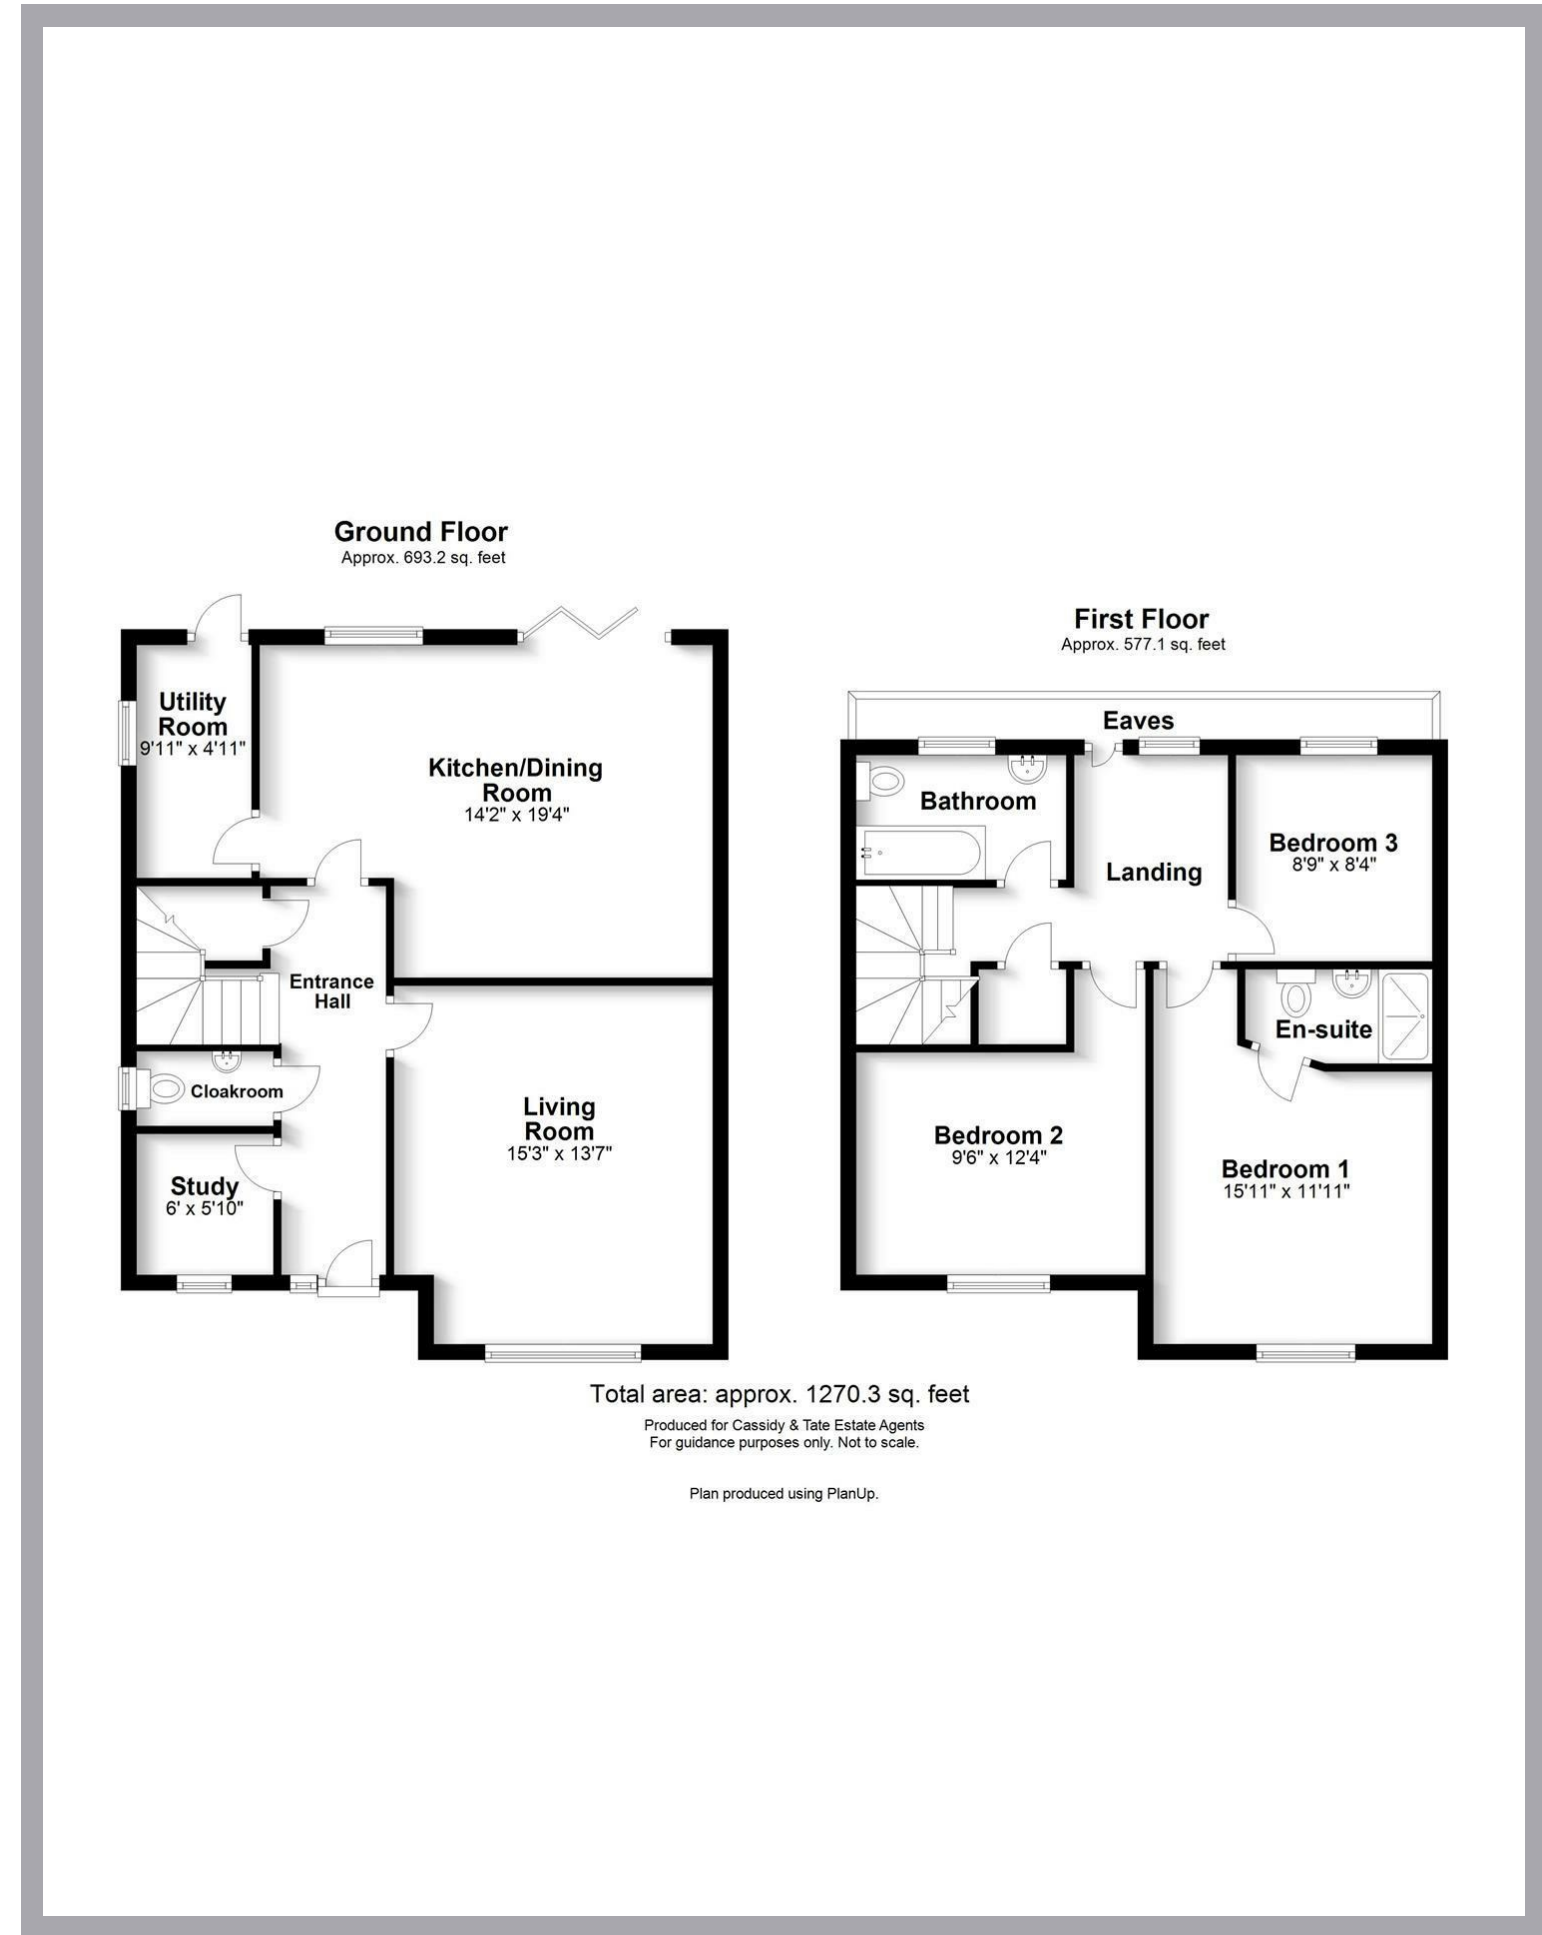 Ground Floor
Approx. 693.2 sq. feet
Utility
Room
9'11" x 4'11"
Kitchen/Dining
Room
14'2" x 19'4"
Entrance
Hall
Cloakroom
Living
Room
15'3" x 13'7"
Study
6' x 5'10"
First Floor
Approx. 577.1 sq. feet
Eaves
Bathroom
Landing
Bedroom 3
8'9" x 8'4"
En-suite
Bedroom 2
9'6" x 12'4"
Bedroom 1
15'11" x 11'11"
Total area: approx. 1270.3 sq. feet
Produced for Cassidy & Tate Estate Agents
For guidance purposes only. Not to scale.
Plan produced using PlanUp.